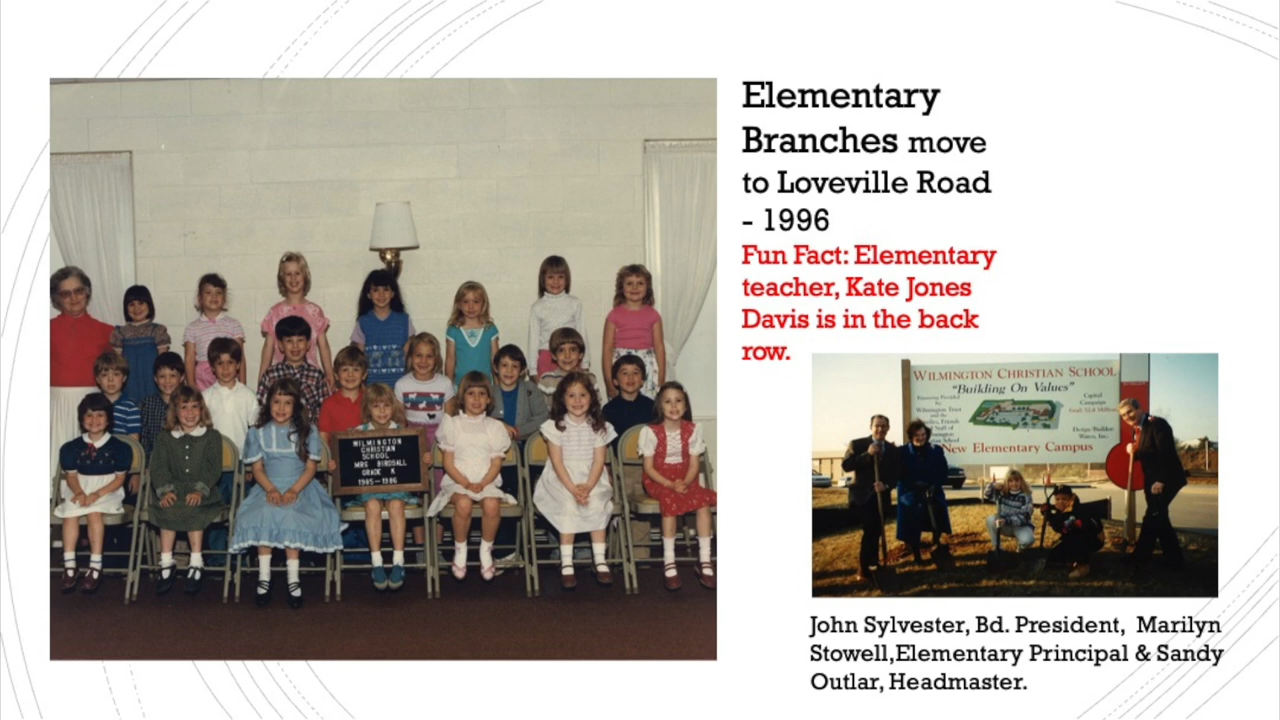 Elementary
Branches move
to Loveville Road
- 1996
Fun Fact: Elementary
teacher, Kate Jones
Davis is in the back
row.
WILMINGTON
CHRISTIAN
SCHOOL
MRS BIRDSALL
GRADE K
1985-1986
WILMINGTON CHRISTIAN SCHOOL
"Building On Values"
Capital
Campaign
New Elementary Campus
John Sylvester, Bd. President, Marilyn
Stowell,Elementary Principal & Sandy
Outlar, Headmaster.